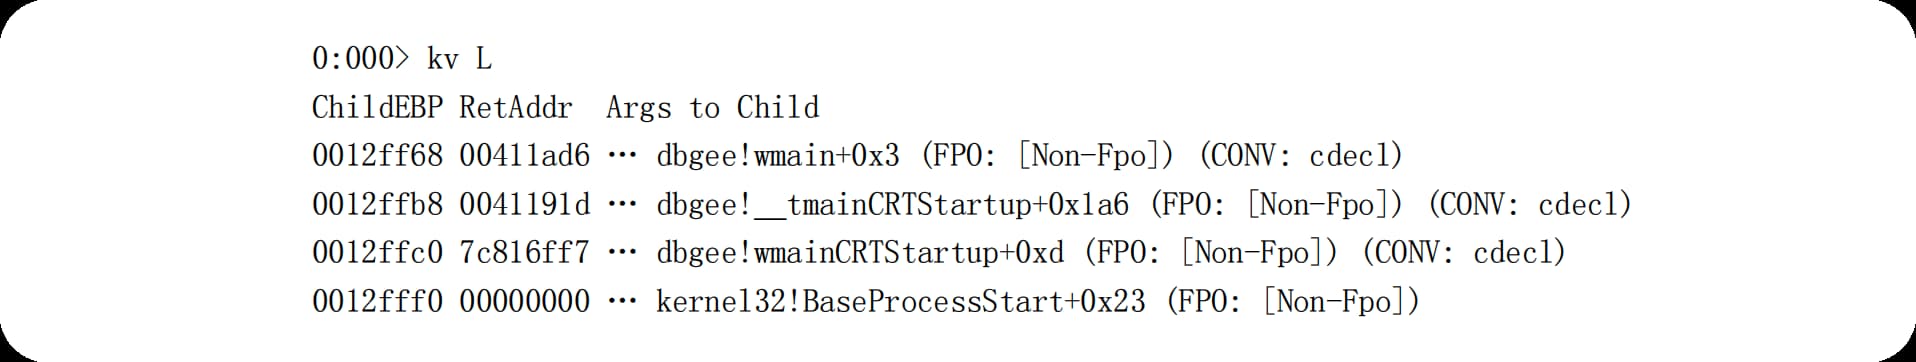 0:000> kv L
ChildEBP RetAddr  Args to Child
0012ff68 00411ad6 … dbgee!wmain+0x3 (FPO: [Non-Fpo]) (CONV: cdecl)
0012ffb8 0041191d … dbgee!__tmainCRTStartup+0x1a6 (FPO: [Non-Fpo]) (CONV: cdecl)
0012ffc0 7c816ff7 … dbgee!wmainCRTStartup+0xd (FPO: [Non-Fpo]) (CONV: cdecl)
0012fff0 00000000 … kernel32!BaseProcessStart+0x23 (FPO: [Non-Fpo])